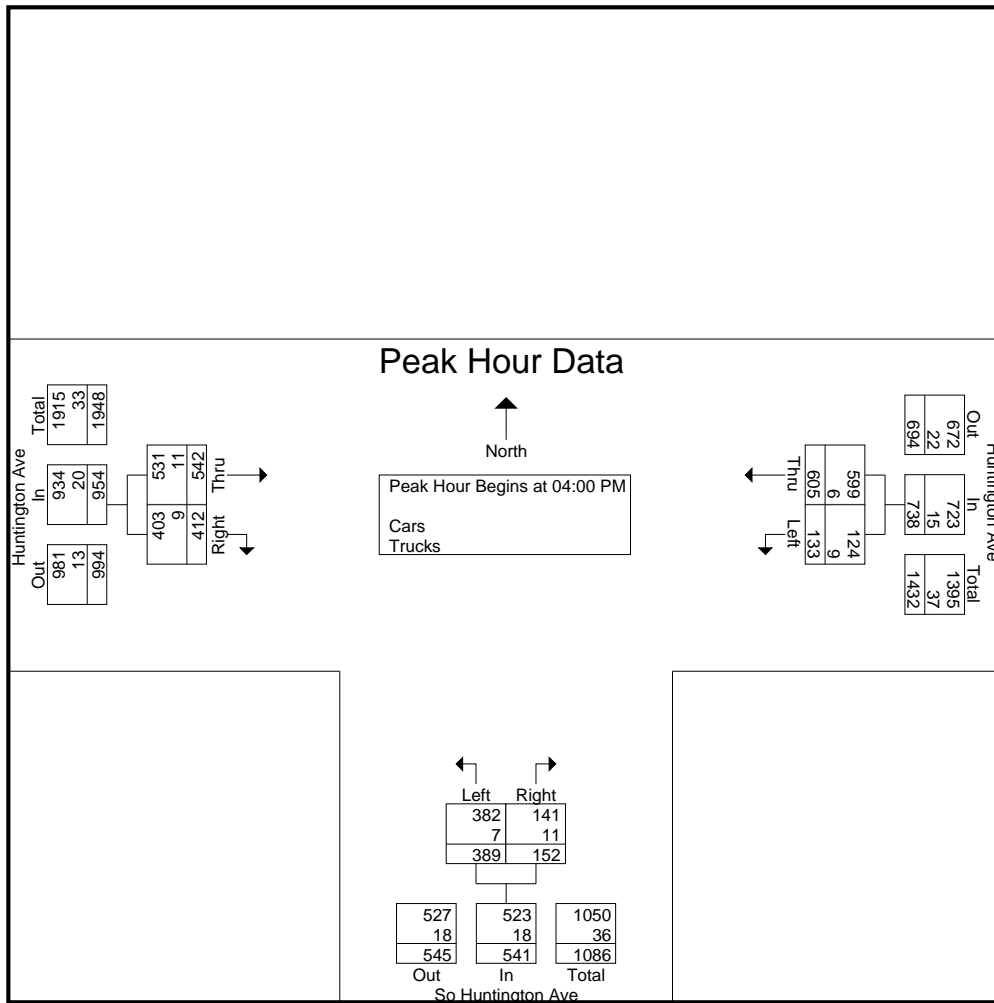 Peak Hour Data
North
Peak Hour Begins at 04:00 PM
Cars
Trucks
Huntington Ave
Total
1915
33
1948
In
934
20
954
Out
981
13
994
Thru
531
11
542
Right
403
9
412
Huntington Ave
Out
672
22
694
In
723
15
738
Total
1395
37
1432
Thru
599
6
605
Left
124
9
133
Left Right
382 141
7 11
389 152
527 523 1050
18 18 36
545 541 1086
Out In Total
So Huntington Ave